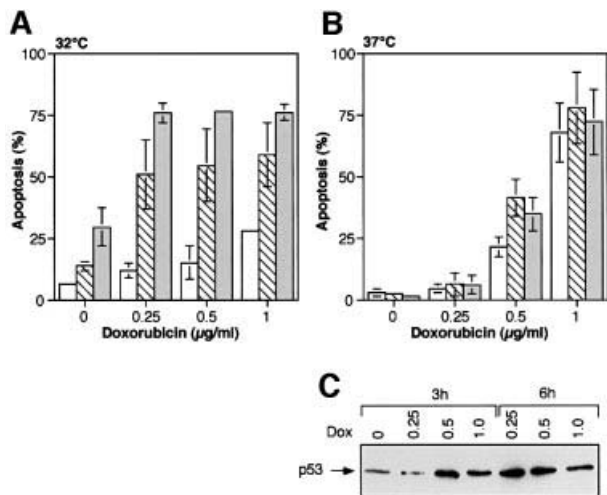 A
32°C
100
75
50
25
0
Apoptosis (%)
0 0.25 0.5 1
Doxorubicin (µg/ml)
B
37°C
100
75
50
25
0
Apoptosis (%)
0 0.25 0.5 1
Doxorubicin (µg/ml)
C
3h 6h
Dox 0 0.25 0.5 1.0 0.25 0.5 1.0
p53